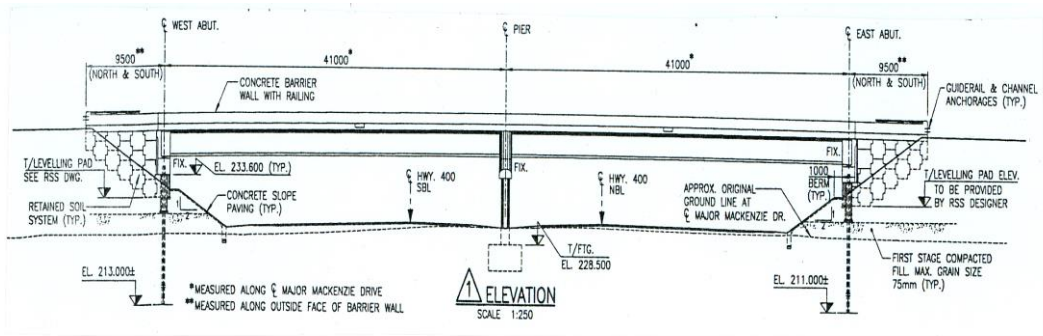 ℄ WEST ABUT.
℄ PIER
℄ EAST ABUT.
9500**
(NORTH & SOUTH)
41000*
41000*
9500**
(NORTH & SOUTH)
CONCRETE BARRIER
WALL WITH RAILING
GUIDERAIL & CHANNEL
ANCHORAGES (TYP.)
T/LEVELLING PAD
SEE RSS DWG.
FIX.
EL. 233.600 (TYP.)
FIX.
FIX.
1000
BERM
(TYP.)
T/LEVELLING PAD ELEV.
TO BE PROVIDED
BY RSS DESIGNER
RETAINED SOIL
SYSTEM (TYP.)
CONCRETE SLOPE
PAVING (TYP.)
1
2
℄ HWY. 400
SBL
℄ HWY. 400
NBL
APPROX. ORIGINAL
GROUND LINE AT
℄ MAJOR MACKENZIE DR.
1
2
T/FTG.
EL. 228.500
FIRST STAGE COMPACTED
FILL. MAX. GRAIN SIZE
75mm (TYP.)
EL. 213.000±
EL. 211.000±
*MEASURED ALONG ℄ MAJOR MACKENZIE DRIVE
**MEASURED ALONG OUTSIDE FACE OF BARRIER WALL
1 ELEVATION
SCALE 1:250